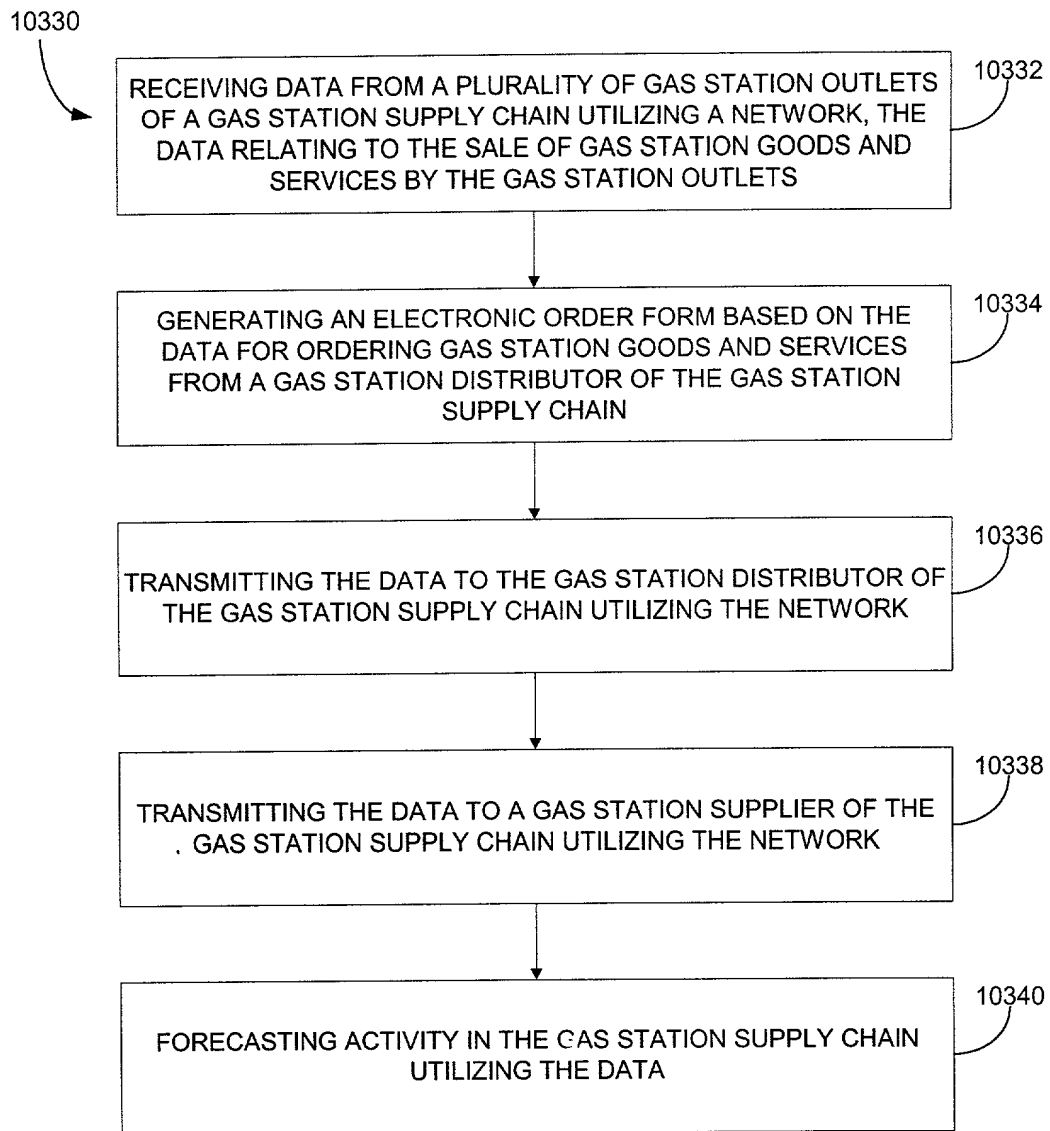 10330
RECEIVING DATA FROM A PLURALITY OF GAS STATION OUTLETS
OF A GAS STATION SUPPLY CHAIN UTILIZING A NETWORK, THE
DATA RELATING TO THE SALE OF GAS STATION GOODS AND
SERVICES BY THE GAS STATION OUTLETS
10332
GENERATING AN ELECTRONIC ORDER FORM BASED ON THE
DATA FOR ORDERING GAS STATION GOODS AND SERVICES
FROM A GAS STATION DISTRIBUTOR OF THE GAS STATION
SUPPLY CHAIN
10334
TRANSMITTING THE DATA TO THE GAS STATION DISTRIBUTOR OF
THE GAS STATION SUPPLY CHAIN UTILIZING THE NETWORK
10336
TRANSMITTING THE DATA TO A GAS STATION SUPPLIER OF THE
GAS STATION SUPPLY CHAIN UTILIZING THE NETWORK
10338
FORECASTING ACTIVITY IN THE GAS STATION SUPPLY CHAIN
UTILIZING THE DATA
10340